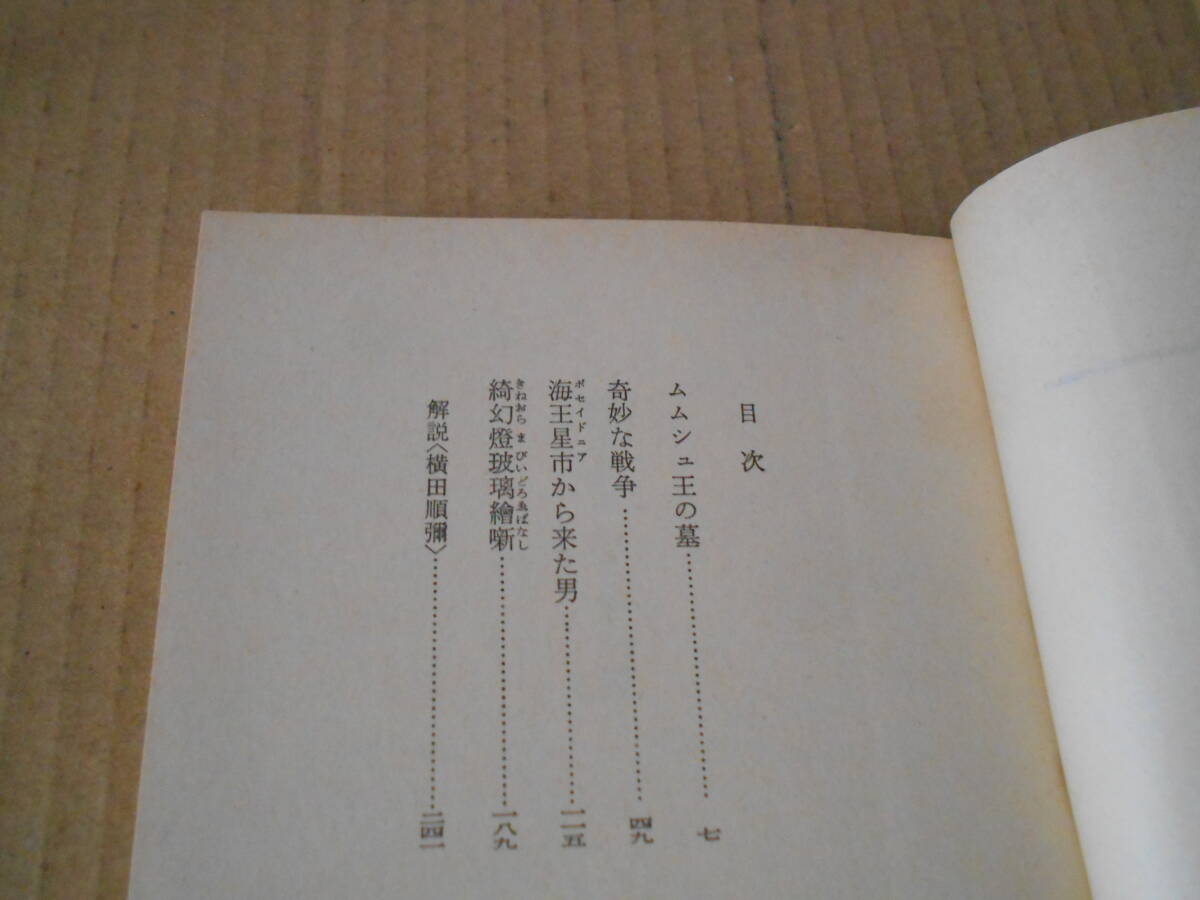 目次
ムムシュ王の墓……………………七
奇妙な戦争……………………四九
海王星市から来た男……………………一一五
ポセイドニア
綺幻燈玻璃繪噺……………………一八九
きねおらま びいどろゑばなし
解説〈横田順彌〉……………………二四一